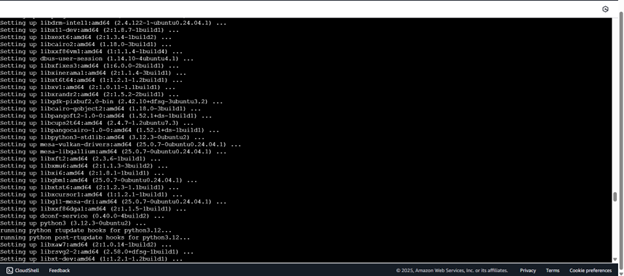 Setting up libdrm-intel1:amd64 (2.4.122-1~ubuntu0.24.04.1) ...
Setting up libx11-dev:amd64 (2:1.8.7-1build1) ...
Setting up libxext6:amd64 (2:1.3.4-1build2) ...
Setting up libcairo2:amd64 (1.18.0-3build1) ...
Setting up libxxf86vm1:amd64 (1:1.1.4-1build4) ...
Setting up dbus-user-session (1.14.10-4ubuntu4.1) ...
Setting up libxfixes3:amd64 (1:6.0.0-2build1) ...
Setting up libxinerama1:amd64 (2:1.1.4-3build1) ...
Setting up libxt6t64:amd64 (1:1.2.1-1.2build1) ...
Setting up libxv1:amd64 (2:1.0.11-1.1build1) ...
Setting up libxrandr2:amd64 (2:1.5.2-2build1) ...
Setting up libgdk-pixbuf2.0-bin (2.42.10+dfsg-3ubuntu3.2) ...
Setting up libcairo-gobject2:amd64 (1.18.0-3build1) ...
Setting up libpangoft2-1.0-0:amd64 (1.52.1+ds-1build1) ...
Setting up libcups2t64:amd64 (2.4.7-1.2ubuntu7.3) ...
Setting up libpangocairo-1.0-0:amd64 (1.52.1+ds-1build1) ...
Setting up libpython3-stdlib:amd64 (3.12.3-0ubuntu2) ...
Setting up mesa-vulkan-drivers:amd64 (25.0.7-0ubuntu0.24.04.1) ...
Setting up mesa-libgallium:amd64 (25.0.7-0ubuntu0.24.04.1) ...
Setting up libxft2:amd64 (2.3.6-1build1) ...
Setting up libxmu6:amd64 (2:1.1.3-3build2) ...
Setting up libxi6:amd64 (2:1.8.1-1build1) ...
Setting up libgbm1:amd64 (25.0.7-0ubuntu0.24.04.1) ...
Setting up libxtst6:amd64 (2:1.2.3-1.1build1) ...
Setting up libxcursor1:amd64 (1:1.2.1-1build1) ...
Setting up libgl1-mesa-dri:amd64 (25.0.7-0ubuntu0.24.04.1) ...
Setting up libxxf86dga1:amd64 (2:1.1.5-1build1) ...
Setting up dconf-service (0.40.0-4build2) ...
Setting up python3 (3.12.3-0ubuntu2) ...
running python rtupdate hooks for python3.12...
running python post-rtupdate hooks for python3.12...
Setting up libxaw7:amd64 (2:1.0.14-1build2) ...
Setting up librsvg2-2:amd64 (2.58.0+dfsg-1build1) ...
Setting up libxt-dev:amd64 (1:1.2.1-1.2build1) ...
CloudShell Feedback © 2025, Amazon Web Services, Inc. or its affiliates. Privacy Terms Cookie preferences